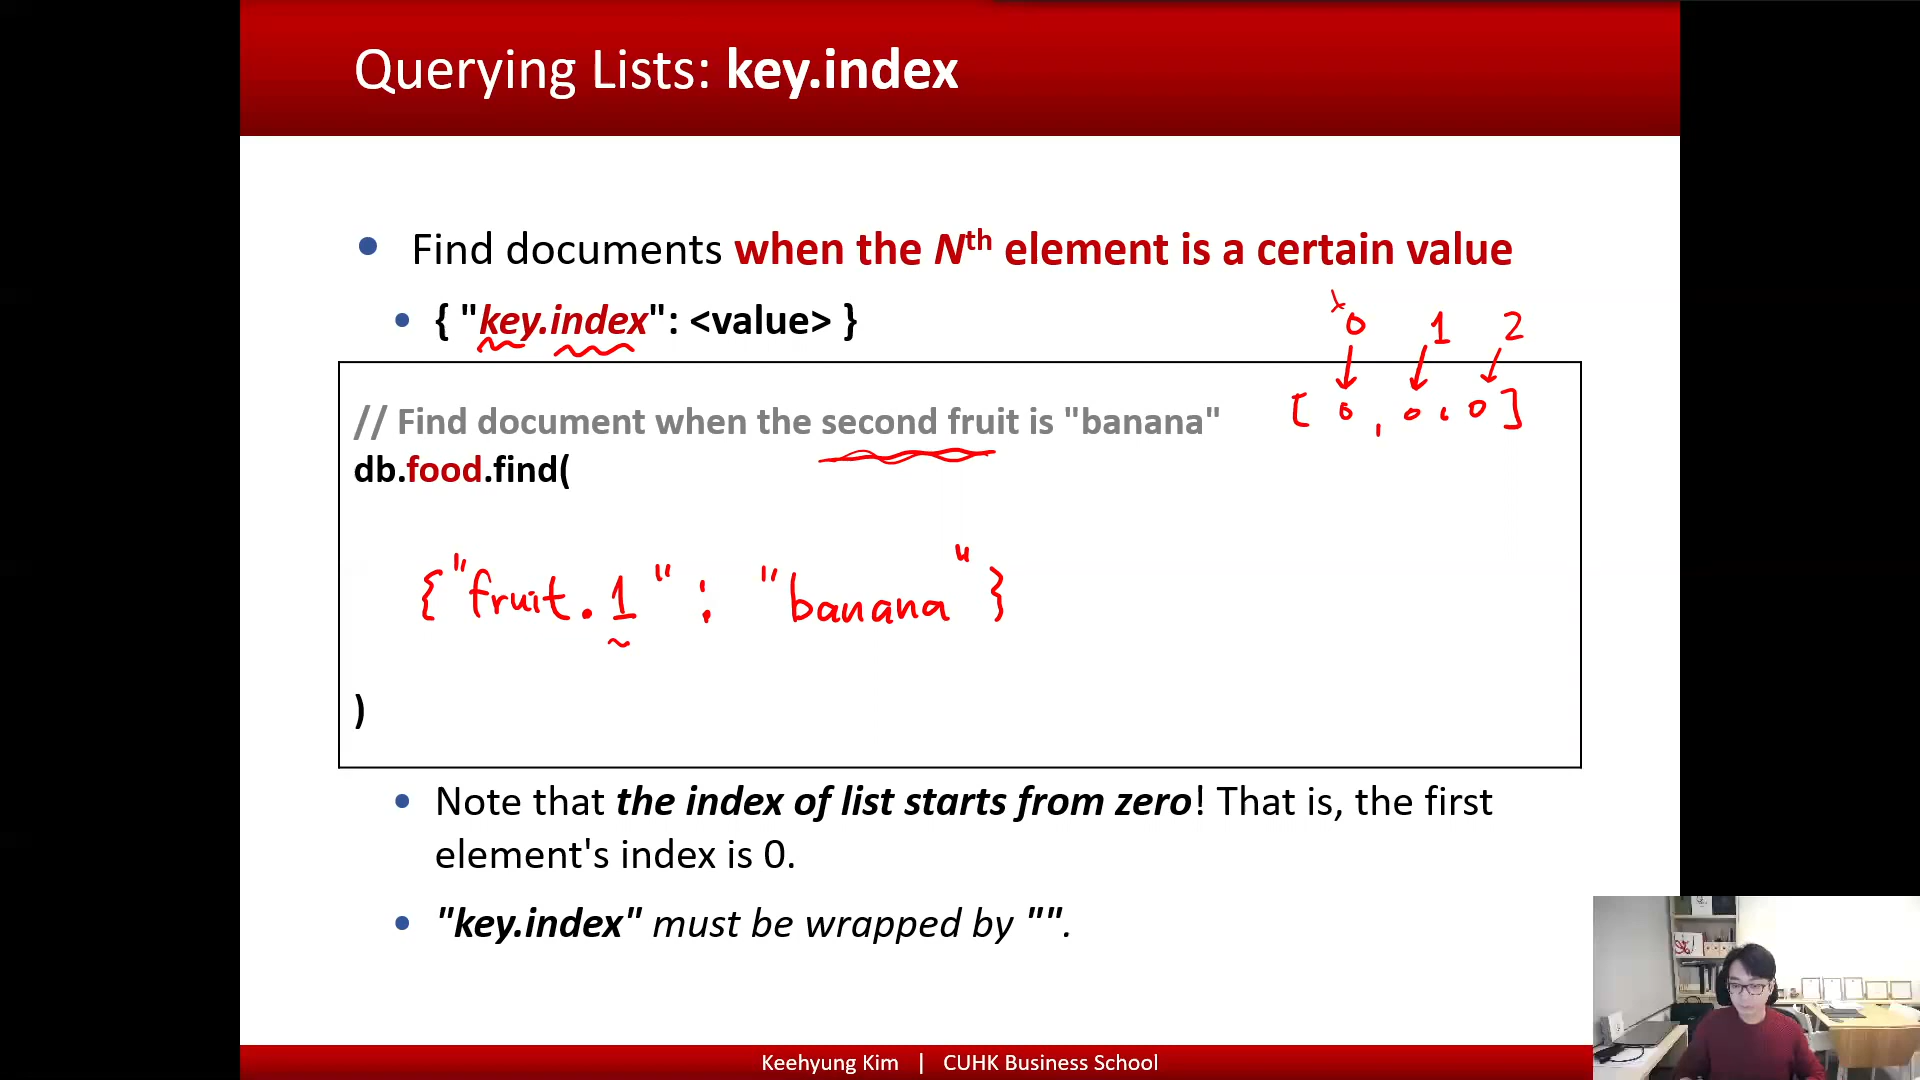 Querying Lists: key.index
• Find documents when the Nth element is a certain value
• { "key.index": <value> }
0 1 2
[ 0 , 0 , 0 ]
// Find document when the second fruit is "banana"
db.food.find(
{"fruit.1" : "banana"}
)
• Note that the index of list starts from zero! That is, the first
element's index is 0.
• "key.index" must be wrapped by "".
Keehyung Kim | CUHK Business School